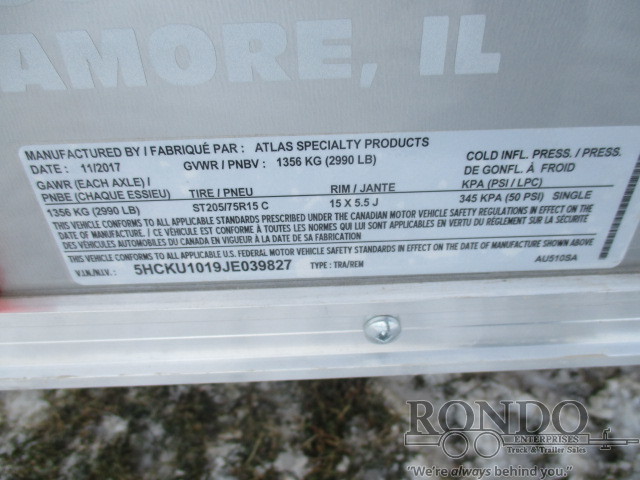 AMORE, IL
MANUFACTURED BY / FABRIQUÉ PAR : ATLAS SPECIALTY PRODUCTS
DATE : 11/2017 GVWR / PNBV : 1356 KG (2990 LB)
COLD INFL. PRESS. / PRESS.
DE GONFL. À FROID
GAWR (EACH AXLE) /
PNBE (CHAQUE ESSIEU) TIRE / PNEU RIM / JANTE KPA (PSI / LPC)
1356 KG (2990 LB) ST205/75R15 C 15 X 5.5 J 345 KPA (50 PSI) SINGLE
THIS VEHICLE CONFORMS TO ALL APPLICABLE STANDARDS PRESCRIBED UNDER THE CANADIAN MOTOR VEHICLE SAFETY REGULATIONS IN EFFECT
ON THE DATE OF MANUFACTURE / CE VÉHICULE EST CONFORME À TOUTES LES NORMES QUI LUI SONT APPLICABLES EN VERTU DU RÈGLEMENT SUR LA SÉCURITÉ
DES VÉHICULES AUTOMOBILES DU CANADA EN VIGUEUR À LA DATE DE SA FABRICATION
THIS VEHICLE CONFORMS TO ALL APPLICABLE U.S. FEDERAL MOTOR VEHICLE SAFETY STANDARDS IN EFFECT ON THE DATE OF MANUFACTURE SHOWN ABOVE.
V.I.N./N.I.V. : 5HCKU1019JE039827 TYPE : TRA/REM AU510SA
RONDO
ENTERPRISES
Truck & Trailer Sales
"We're always behind you."